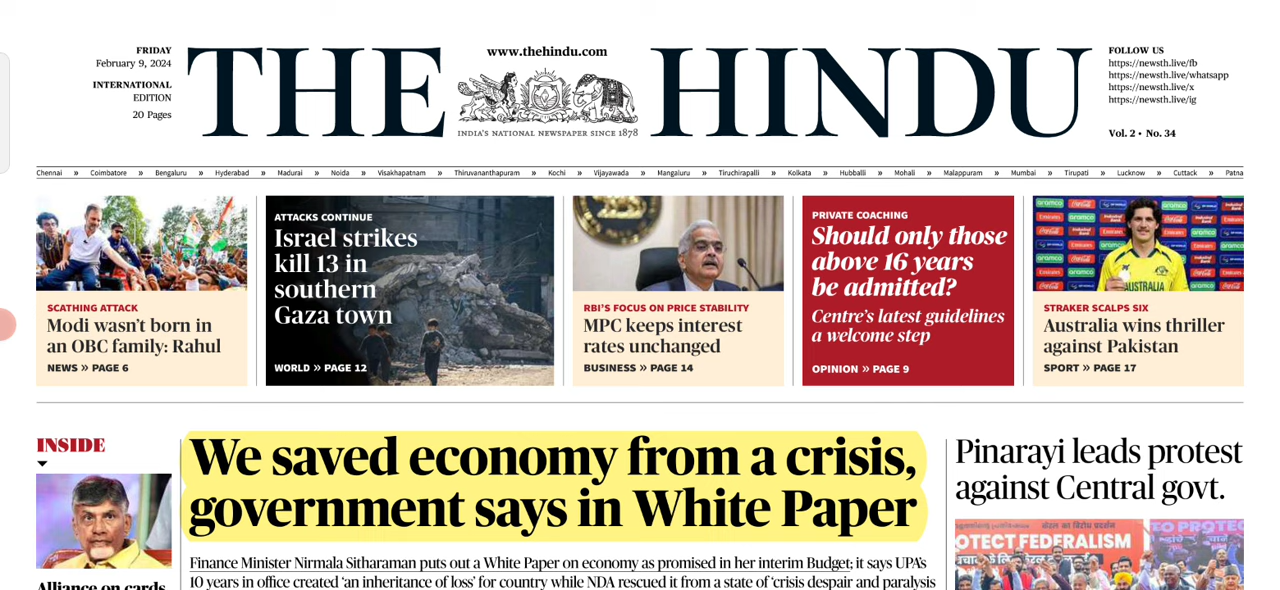 FRIDAY
February 9, 2024
INTERNATIONAL
EDITION
20 Pages
THE HINDU
www.thehindu.com
INDIA'S NATIONAL NEWSPAPER SINCE 1878
FOLLOW US
https://newsth.live/fb
https://newsth.live/whatsapp
https://newsth.live/x
https://newsth.live/ig
Vol. 2 • No. 34
Chennai » Coimbatore » Bengaluru » Hyderabad » Madurai » Noida » Visakhapatnam » Thiruvananthapuram » Kochi » Vijayawada » Mangaluru » Tiruchirapalli » Kolkata » Hubballi » Mohali » Malappuram » Mumbai » Tirupati » Lucknow » Cuttack » Patna
SCATHING ATTACK
Modi wasn't born in
an OBC family: Rahul
NEWS » PAGE 6
ATTACKS CONTINUE
Israel strikes
kill 13 in
southern
Gaza town
WORLD » PAGE 12
RBI'S FOCUS ON PRICE STABILITY
MPC keeps interest
rates unchanged
BUSINESS » PAGE 14
PRIVATE COACHING
Should only those
above 16 years
be admitted?
Centre's latest guidelines
a welcome step
OPINION » PAGE 9
AUSTRALIA
STRAKER SCALPS SIX
Australia wins thriller
against Pakistan
SPORT » PAGE 17
INSIDE
Alliance on cards
We saved economy from a crisis,
government says in White Paper
Finance Minister Nirmala Sitharaman puts out a White Paper on economy as promised in her interim Budget; it says UPA's
10 years in office created 'an inheritance of loss' for country while NDA rescued it from a state of 'crisis despair and paralysis
Pinarayi leads protest
against Central govt.
OTECT FEDERALISM
TO PROTEC